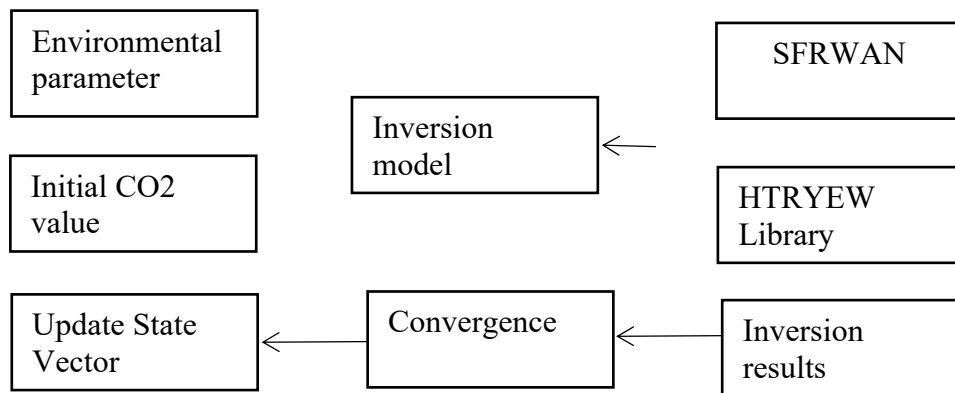 Environmental
parameter
SFRWAN
Inversion
model
Initial CO2
value
HTRYEW
Library
Update State
Vector
Convergence
Inversion
results